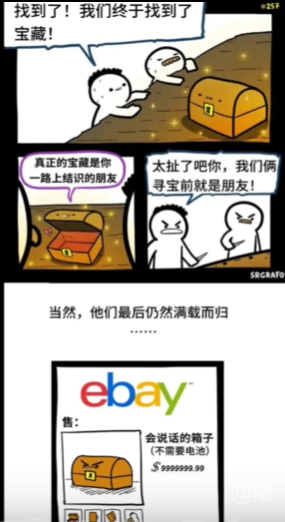 找到了！我们终于找到了
宝藏！
#257
真正的宝藏是你
一路上结识的朋友
太扯了吧你，我们俩
寻宝前就是朋友！
SRGRAFO
当然，他们最后仍然满载而归
……
ebay™
售：
会说话的箱子
（不需要电池）
$9999999.99